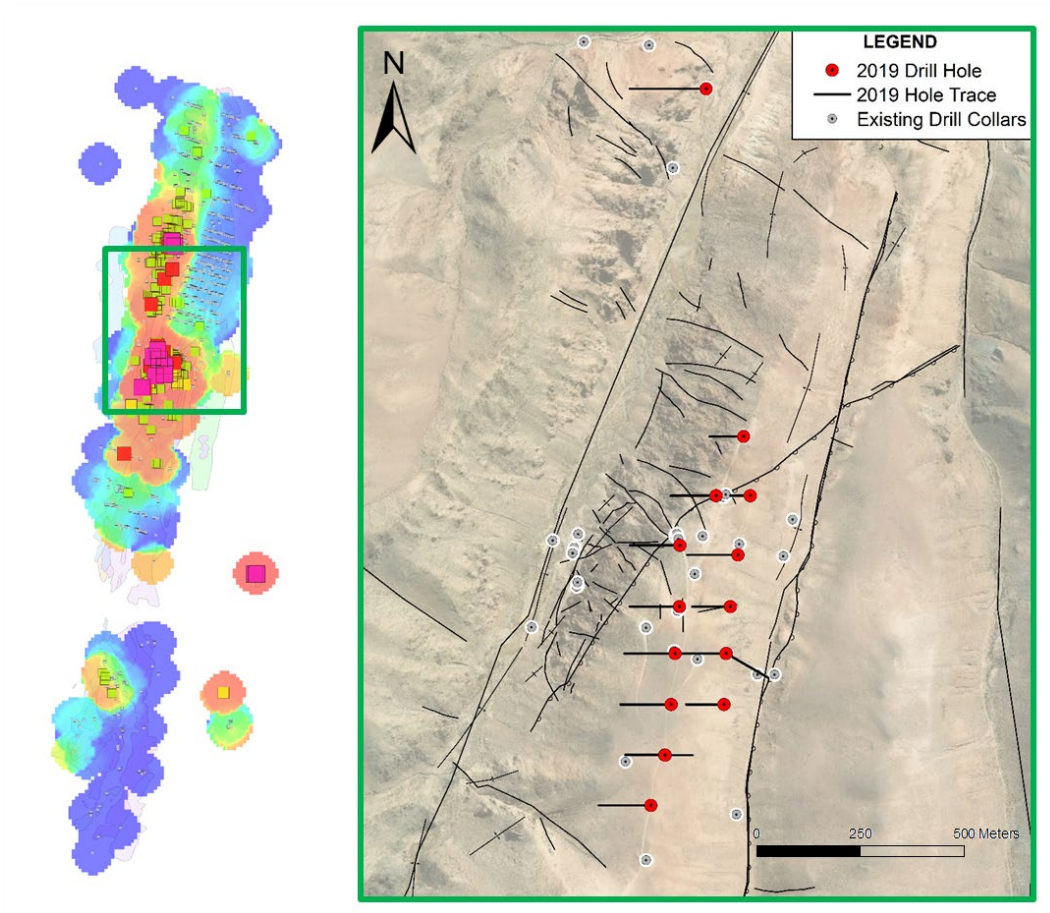 N
LEGEND
2019 Drill Hole
2019 Hole Trace
Existing Drill Collars
0 250 500 Meters